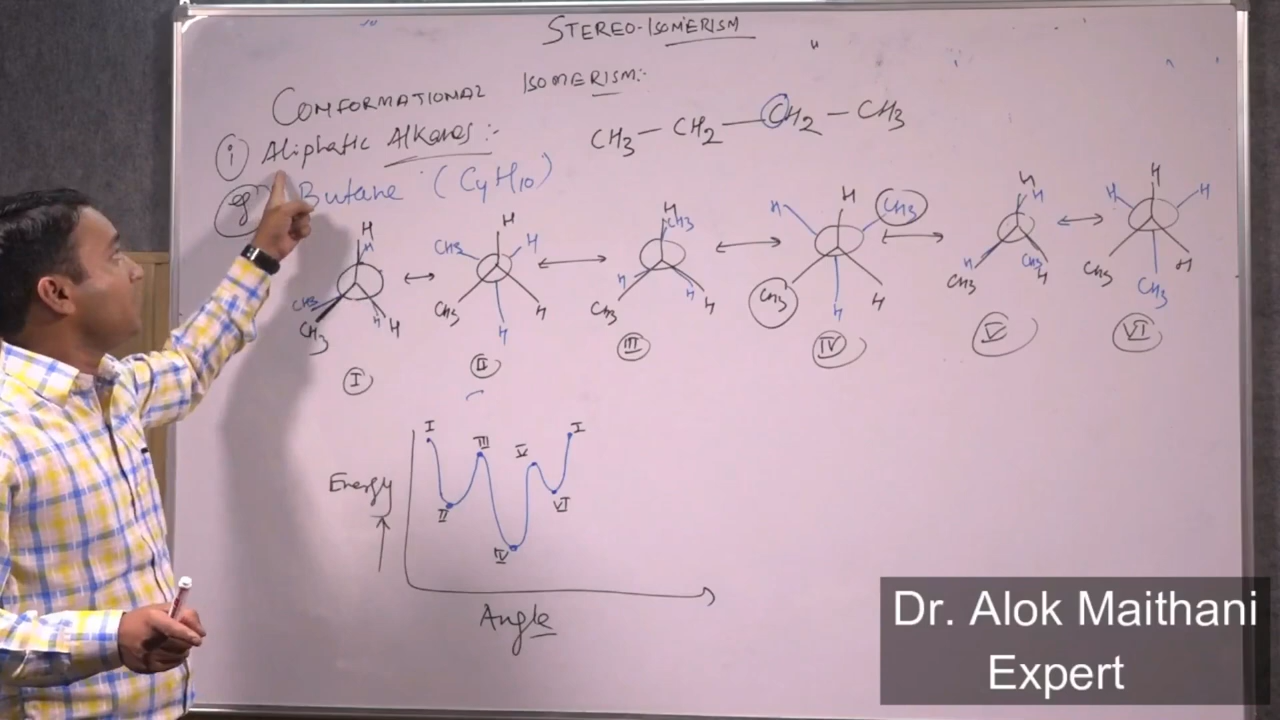 STEREO-ISOMERISM
CONFORMATIONAL ISOMERISM:-
i Aliphatic Alkanes:-
CH3 - CH2 - CH2 - CH3
eg Butane (C4H10)
H H CH3 CH3 H H
H CH3 H CH3 H H
H CH3 H CH3 H H
H H CH3 CH3 H H
H H H CH3 CH3 H
H H H CH3 CH3 H
I II III IV V VI
Energy
I II III IV V VI I
Angle
Dr. Alok Maithani
Expert